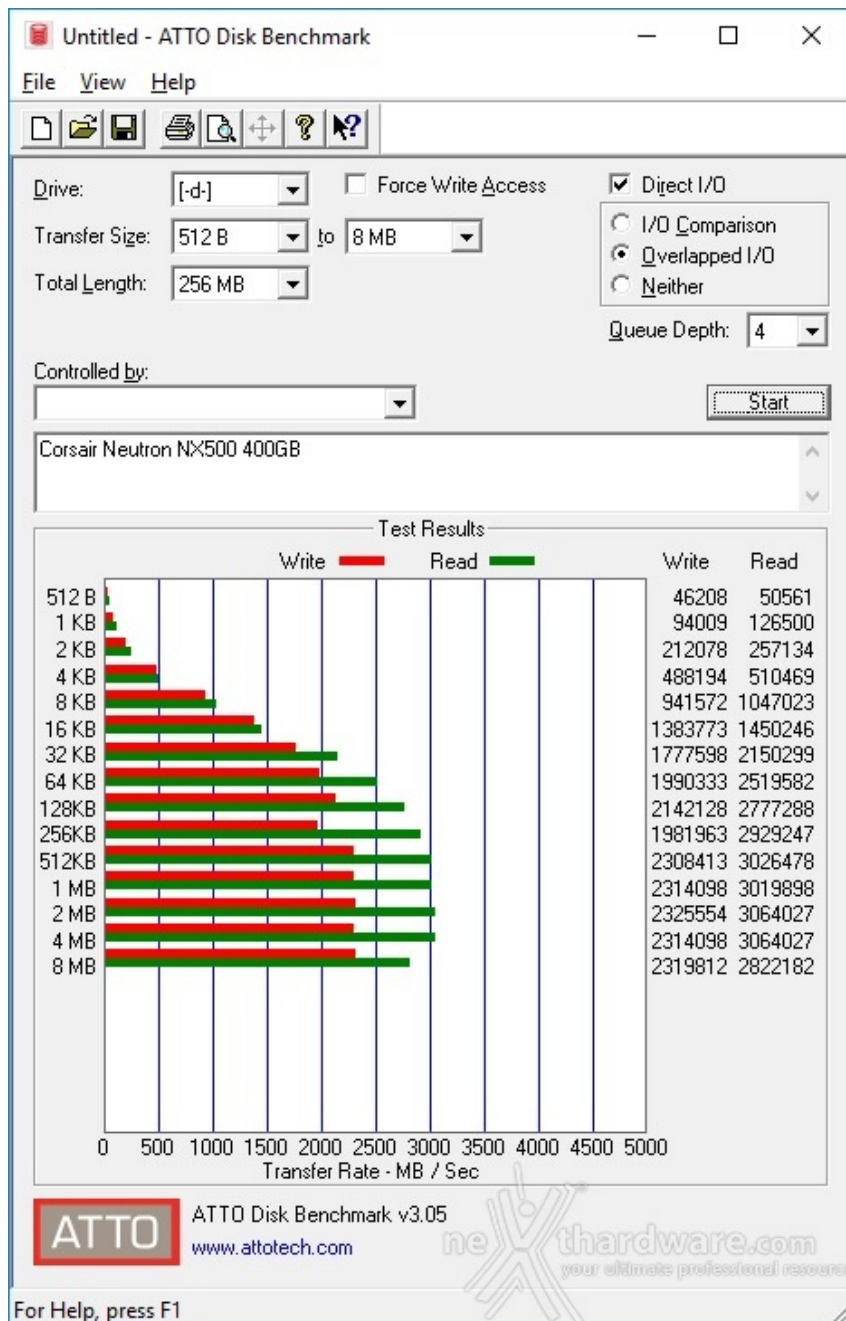 Untitled - ATTO Disk Benchmark
File View Help
Drive: [-d-] Force Write Access Direct I/O
Transfer Size: 512 B to 8 MB I/O Comparison
Overlapped I/O
Total Length: 256 MB Neither
Queue Depth: 4
Controlled by:
Start
Corsair Neutron NX500 400GB
Test Results
Write Read Write Read
512 B 46208 50561
1 KB 94009 126500
2 KB 212078 257134
4 KB 488194 510469
8 KB 941572 1047023
16 KB 1383773 1450246
32 KB 1777598 2150299
64 KB 1990333 2519582
128KB 2142128 2777288
256KB 1981963 2929247
512KB 2308413 3026478
1 MB 2314098 3019898
2 MB 2325554 3064027
4 MB 2314098 3064027
8 MB 2319812 2822182
0 500 1000 1500 2000 2500 3000 3500 4000 4500 5000
Transfer Rate - MB / Sec
ATTO
ATTO Disk Benchmark v3.05
www.attotech.com
nexthardware.com
your ultimate professional resource
For Help, press F1